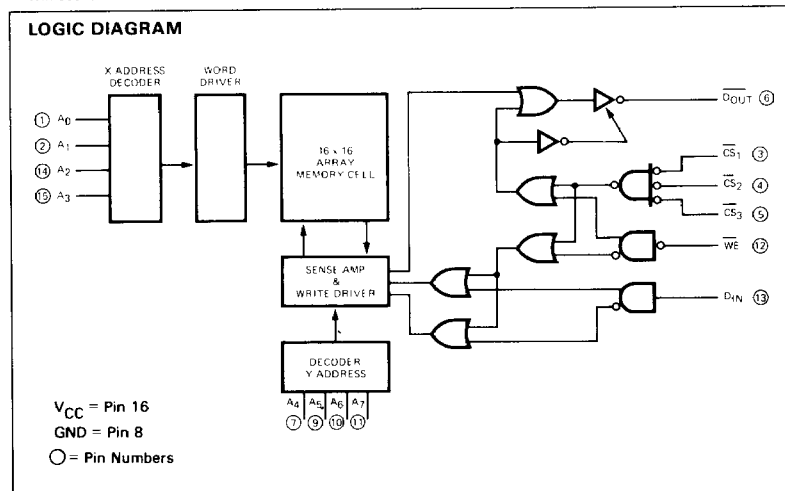 LOGIC DIAGRAM
X ADDRESS
DECODER
WORD
DRIVER
① A0
② A1
⑭ A2
⑮ A3
16 x 16
ARRAY
MEMORY CELL
SENSE AMP
&
WRITE DRIVER
DECODER
Y ADDRESS
A4 A5 A6 A7
⑦ ⑨ ⑩ ⑪
DOUT ⑥
CS1 ③
CS2 ④
CS3 ⑤
WE ⑫
DIN ⑬
VCC = Pin 16
GND = Pin 8
○ = Pin Numbers